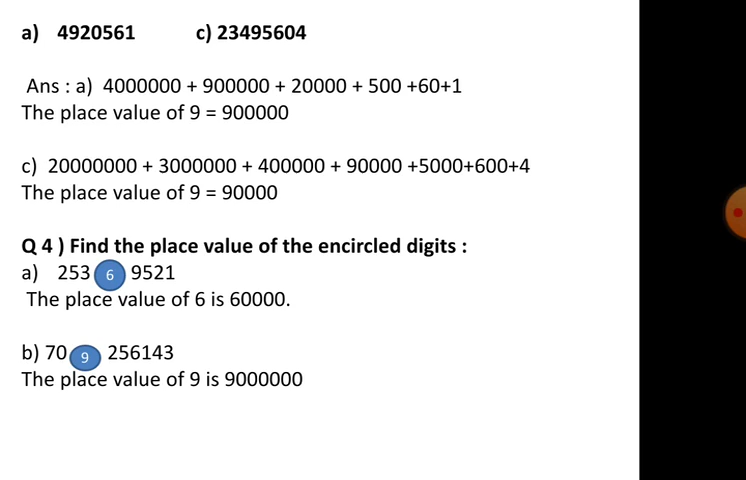 a) 4920561 c) 23495604
Ans : a) 4000000 + 900000 + 20000 + 500 +60+1
The place value of 9 = 900000
c) 20000000 + 3000000 + 400000 + 90000 +5000+600+4
The place value of 9 = 90000
Q 4 ) Find the place value of the encircled digits :
a) 253 6 9521
The place value of 6 is 60000.
b) 70 9 256143
The place value of 9 is 9000000